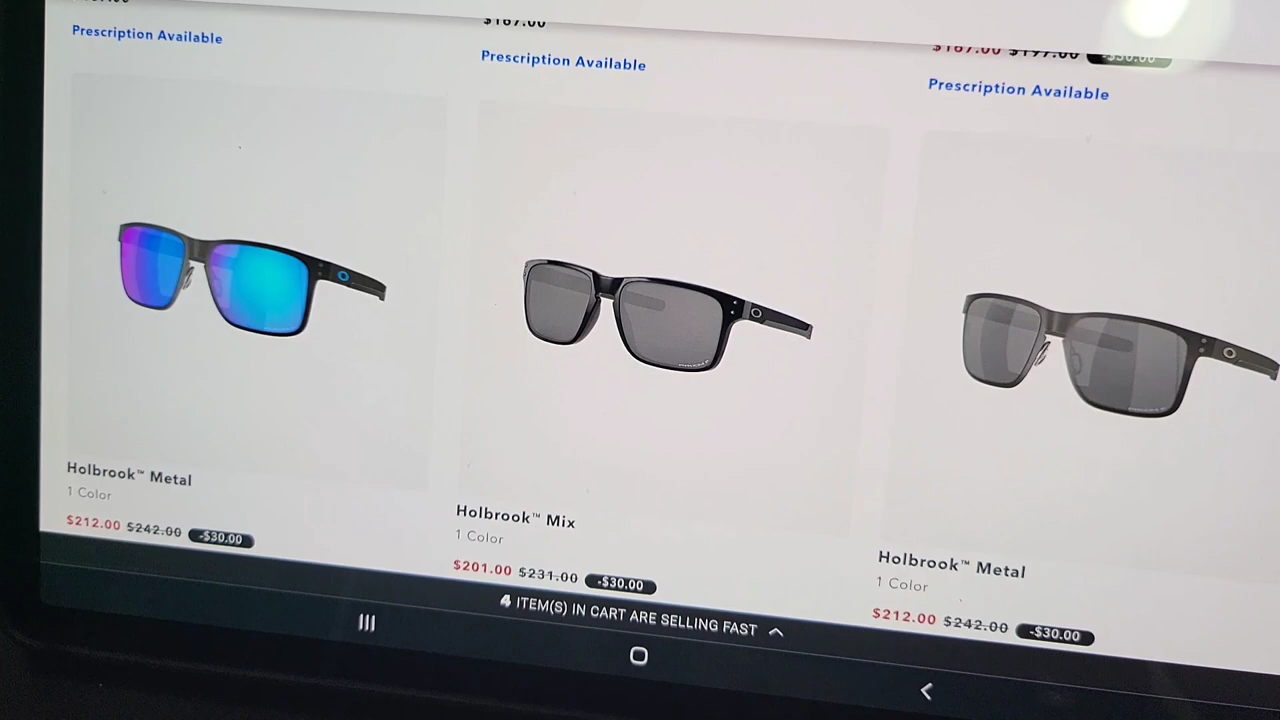 $167.00
$167.00 $197.00 -$30.00
Prescription Available
Prescription Available
Prescription Available
Holbrook™ Metal
1 Color
$212.00 $242.00 -$30.00
Holbrook™ Mix
1 Color
$201.00 $231.00 -$30.00
Holbrook™ Metal
1 Color
$212.00 $242.00 -$30.00
4 ITEM(S) IN CART ARE SELLING FAST